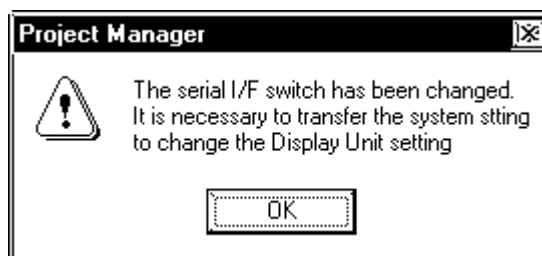 Project Manager
The serial I/F switch has been changed.
It is necessary to transfer the system stting
to change the Display Unit setting
OK